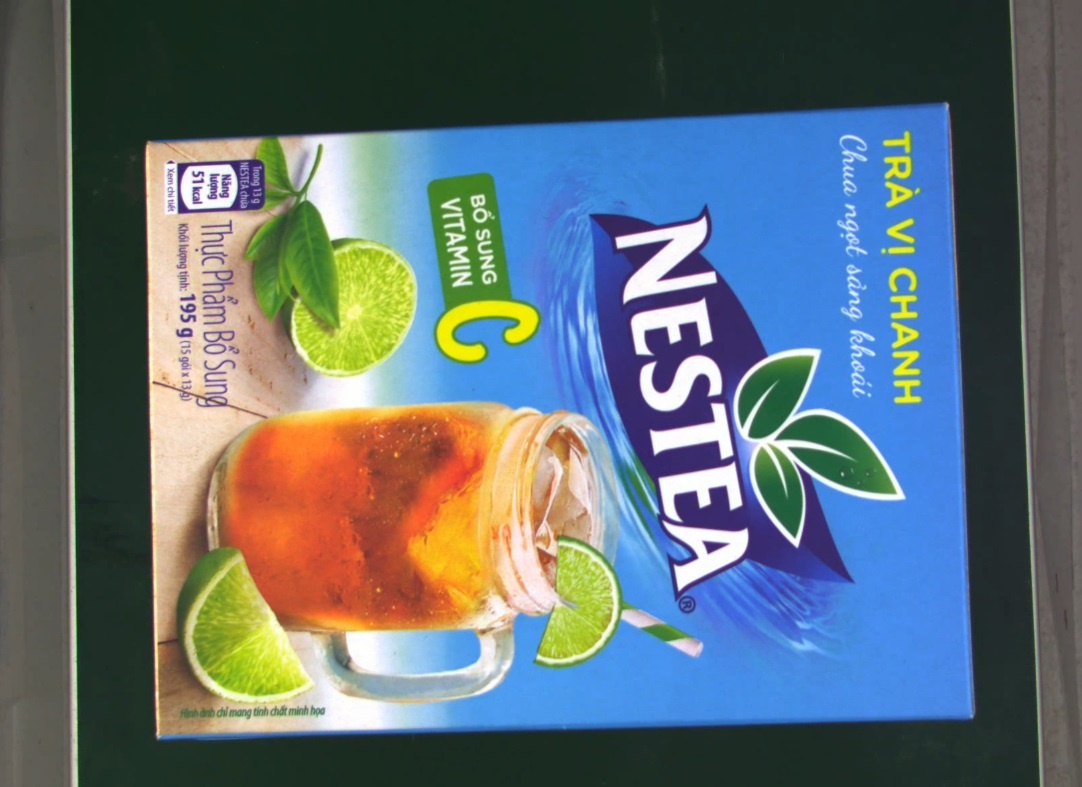 TRÀ VỊ CHANH
Chua ngọt sảng khoái
NESTEA®
BỔ SUNG
VITAMIN C
Trong 13 g
NESTEA chứa
Năng
lượng
51 kcal
Xem chi tiết
Thực Phẩm Bổ Sung
Khối lượng tịnh: 195 g (15 gói x 13 g)
Hình ảnh chỉ mang tính chất minh họa